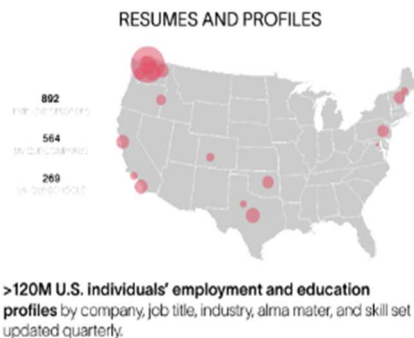 RESUMES AND PROFILES
892
564
269
>120M U.S. individuals' employment and education
profiles by company, job title, industry, alma mater, and skill set
updated quarterly.